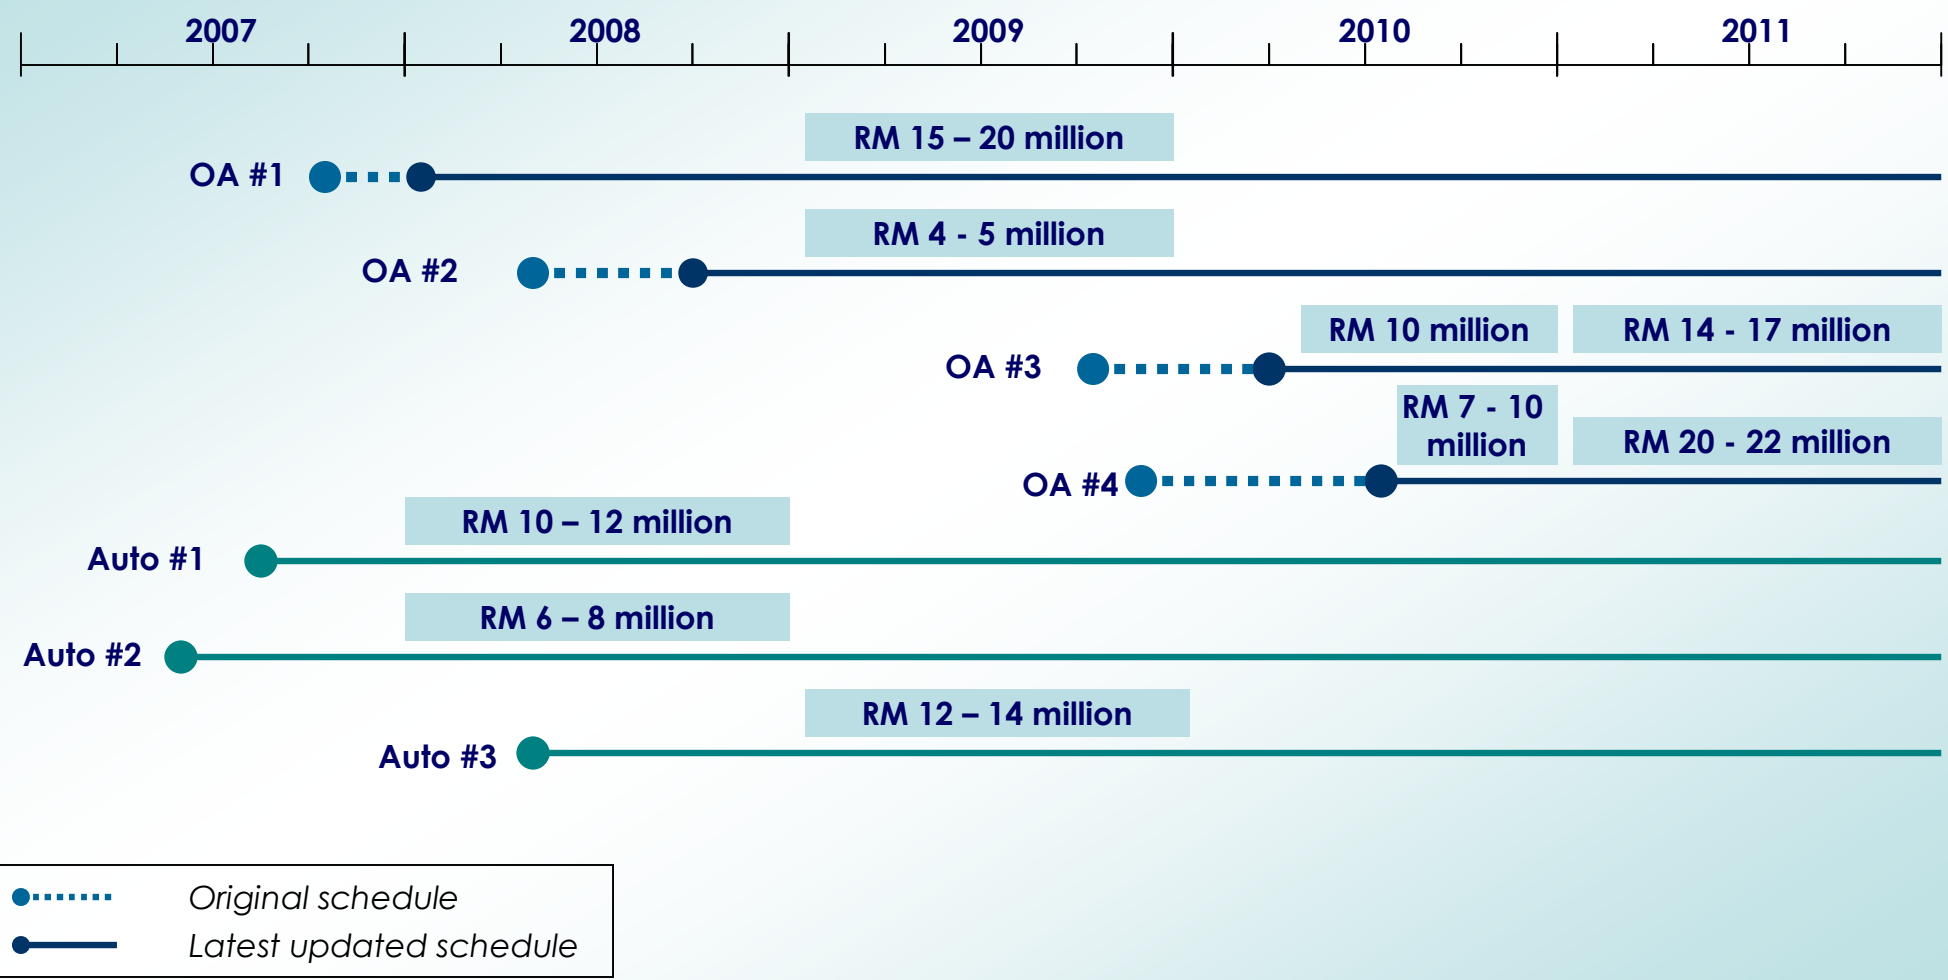 2007 2008 2009 2010 2011
RM 15 – 20 million
OA #1
RM 4 - 5 million
OA #2
RM 10 million RM 14 - 17 million
OA #3
RM 7 - 10
million
RM 20 - 22 million
OA #4
RM 10 – 12 million
Auto #1
RM 6 – 8 million
Auto #2
RM 12 – 14 million
Auto #3
Original schedule
Latest updated schedule